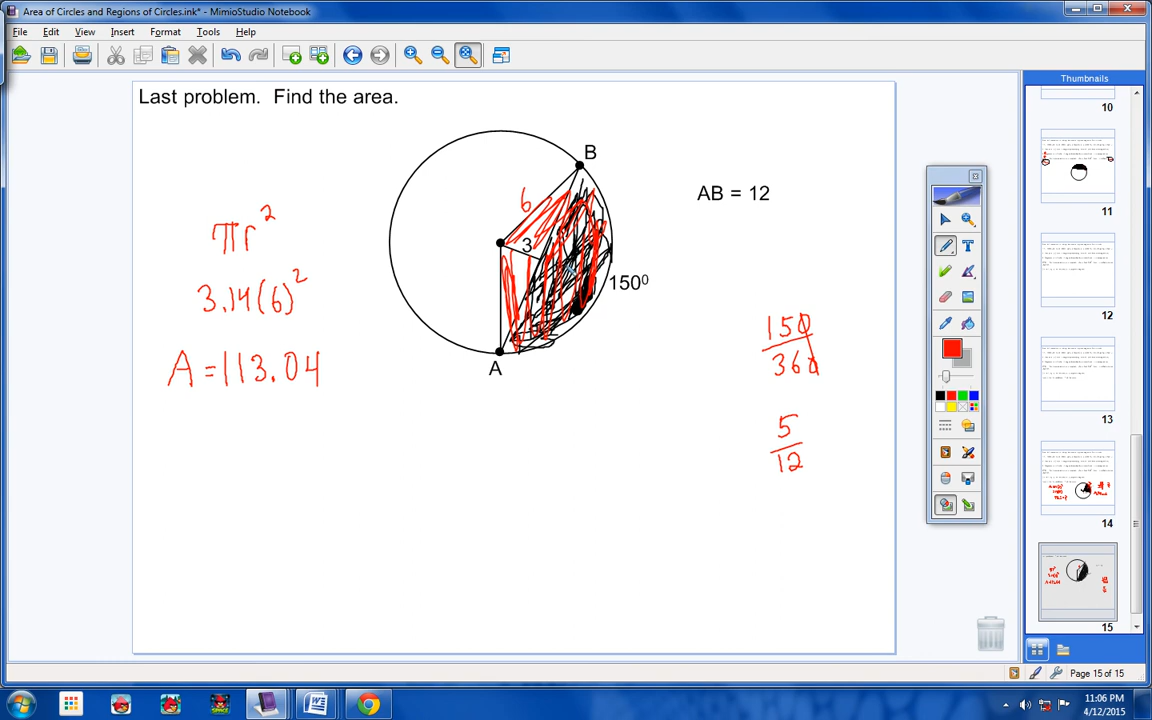 Area of Circles and Regions of Circles.ink* - MimioStudio Notebook
File Edit View Insert Format Tools Help
Last problem. Find the area.
B
AB = 12
6
3
150⁰
A
πr²
3.14(6)²
A = 113.04
150
360
5
12
Thumbnails
10
11
12
13
14
15
Page 15 of 15
11:06 PM
4/12/2015